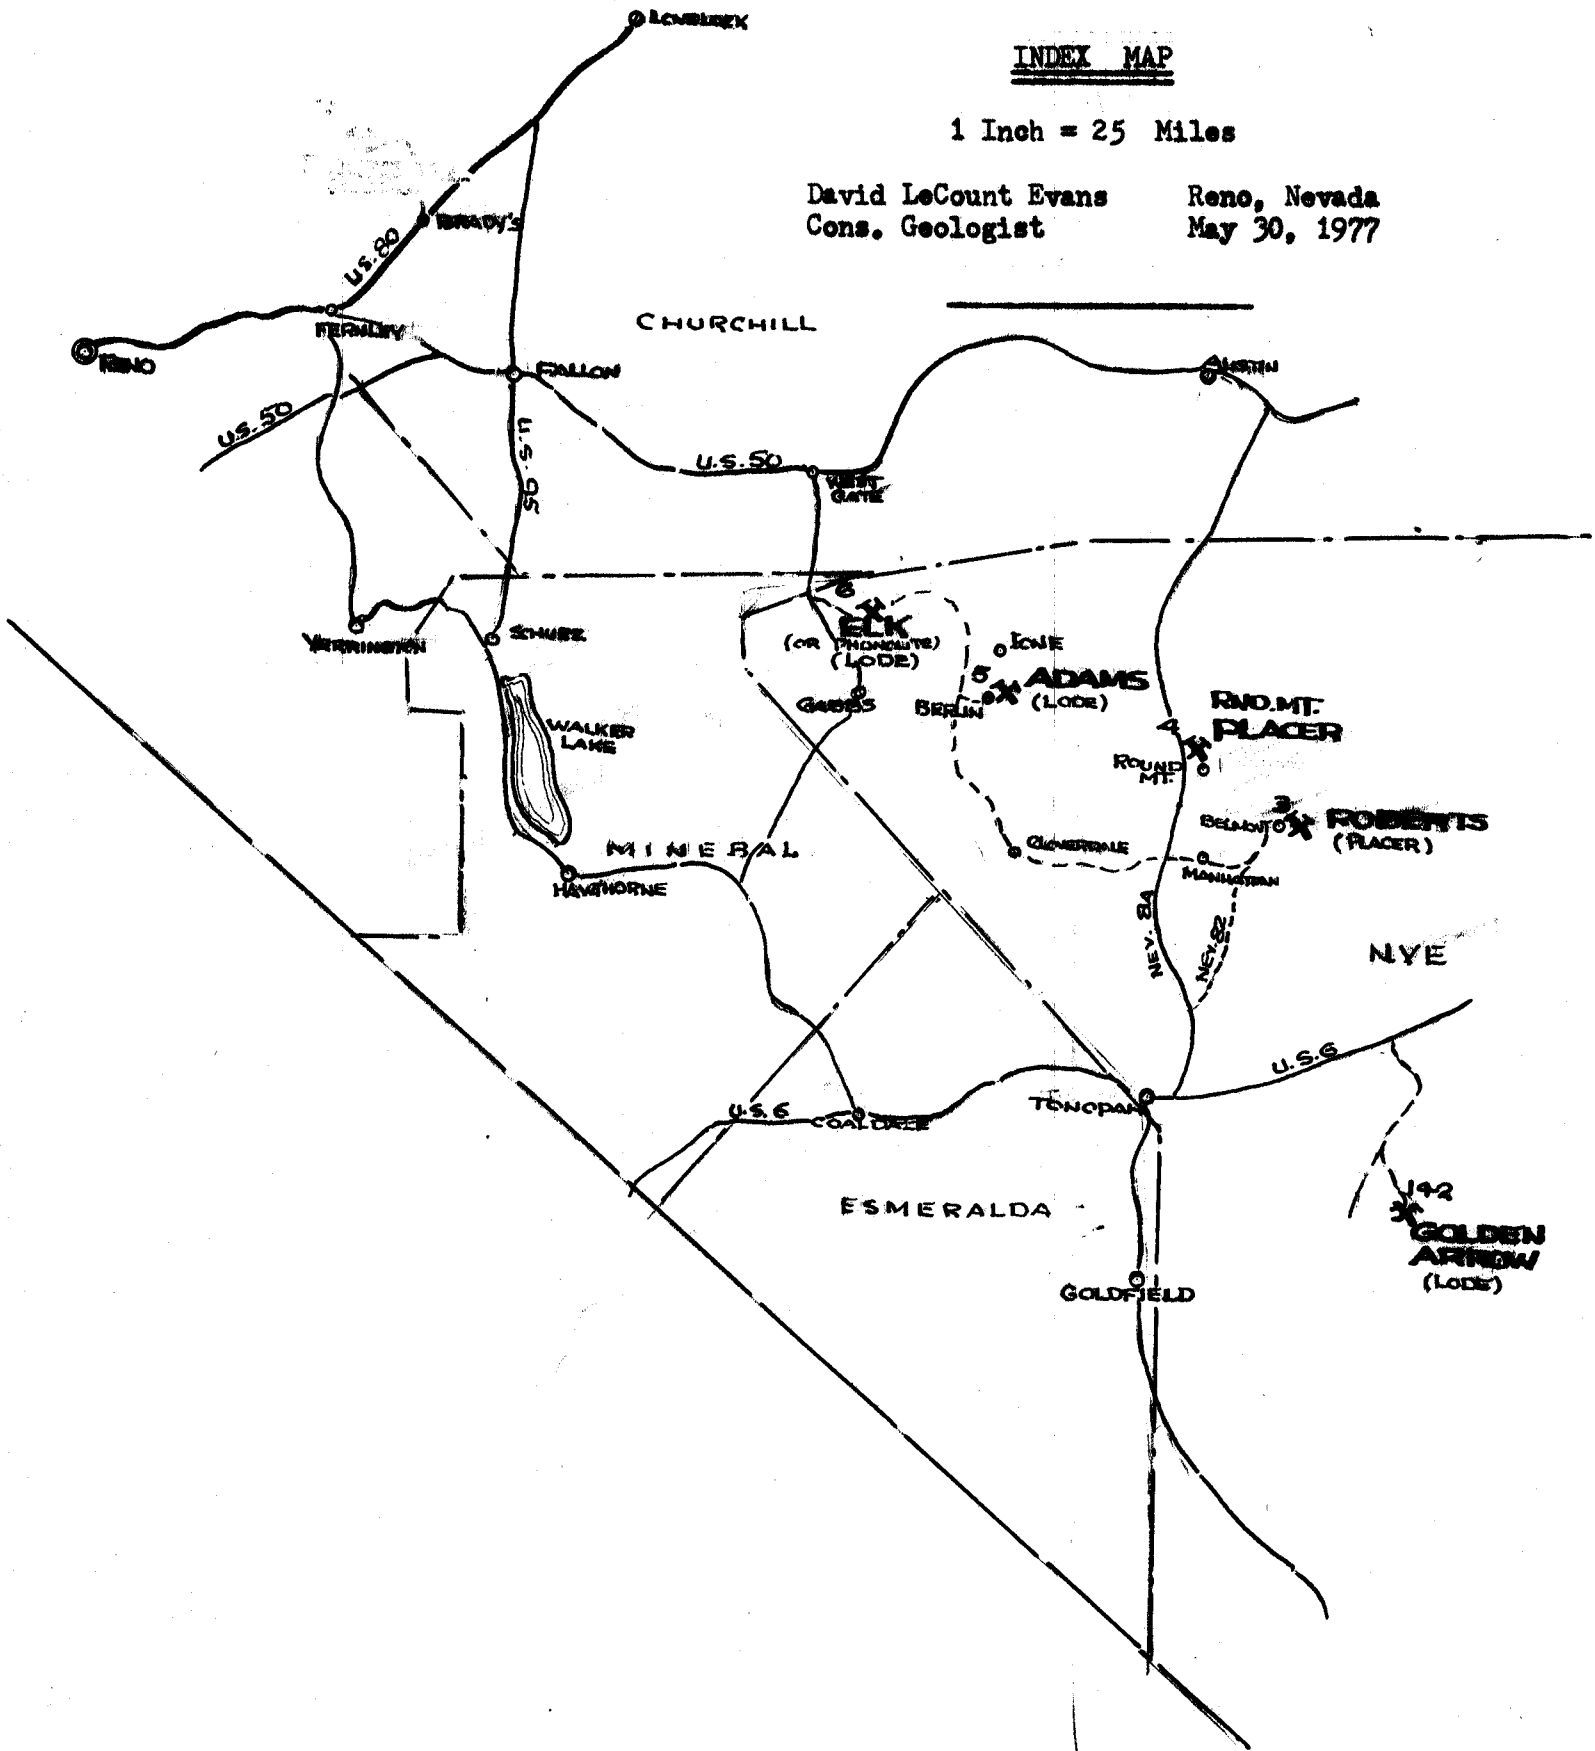 LOVELOCK
INDEX MAP
1 Inch = 25 Miles
David LeCount Evans
Cons. Geologist
Reno, Nevada
May 30, 1977
BRADY'S
U.S. 80
FERNLEY
RENO
CHURCHILL
FALLON
AUSTIN
U.S. 50
U.S. 95
U.S. 50
WEST
GATE
6
ELK
(OR PHONOLITE)
(LODE)
YERRINGTON
SCHURZ
IONE
5
ADAMS
(LODE)
BERLIN
GABBS
RND. MT.
PLACER
4
ROUND
MT.
WALKER
LAKE
3
BELMONT
ROBERTS
(PLACER)
MINERAL
CLOVERDALE
MANHATTAN
HAWTHORNE
NEV. 8A
NEV. 82
NYE
U.S. 6
TONOPAH
U.S. 6
COALDALE
ESMERALDA
1&2
GOLDEN
ARROW
(LODE)
GOLDFIELD